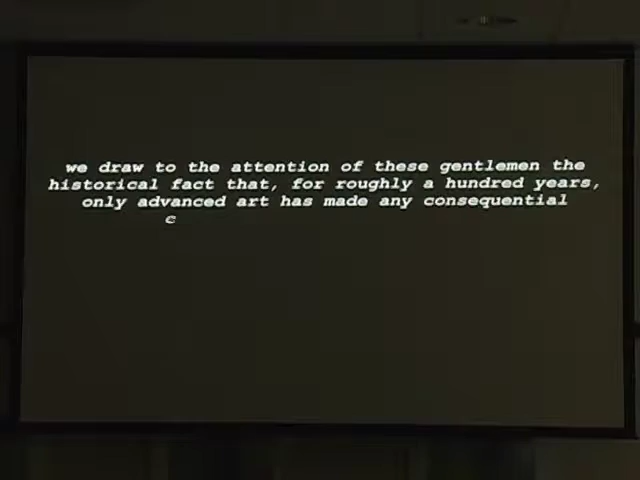 we draw to the attention of these gentlemen the
historical fact that, for roughly a hundred years,
only advanced art has made any consequential
c